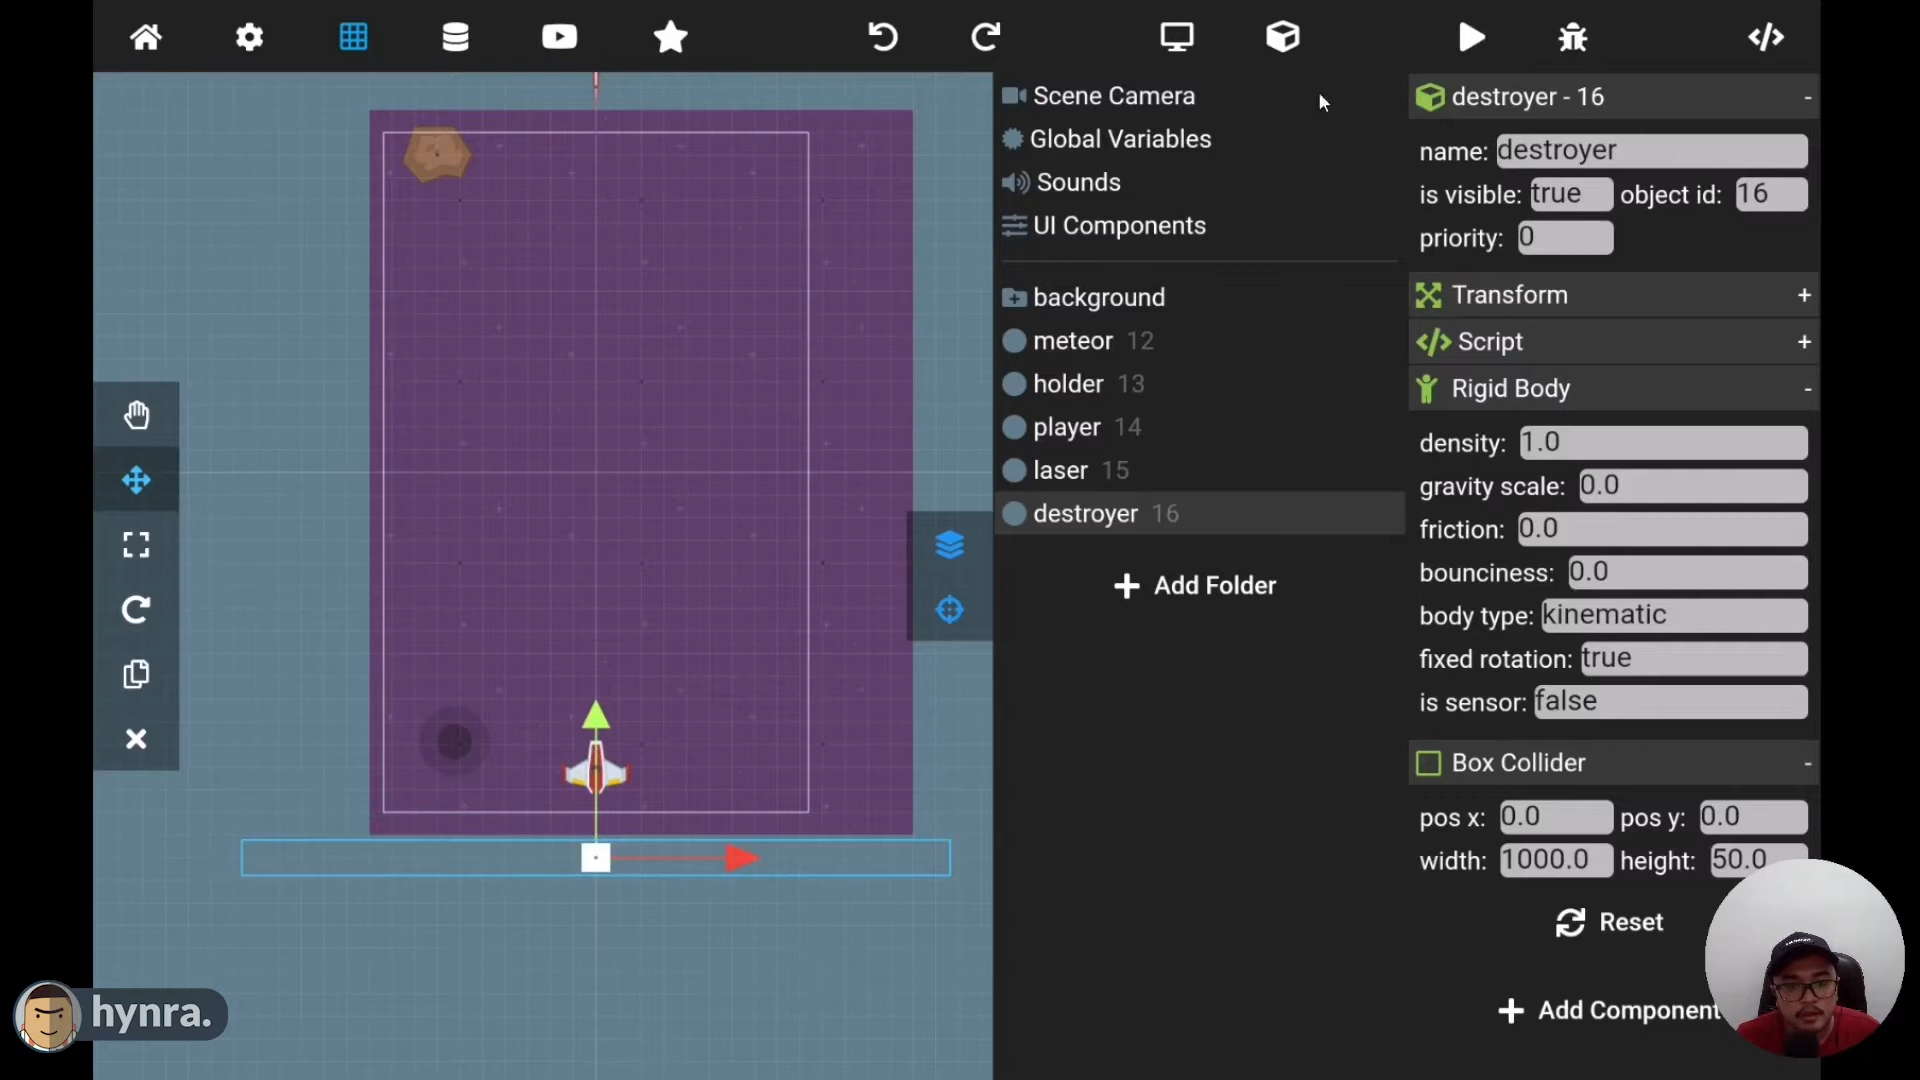 Scene Camera
Global Variables
Sounds
UI Components
background
meteor 12
holder 13
player 14
laser 15
destroyer 16
Add Folder
destroyer - 16 -
name: destroyer
is visible: true object id: 16
priority: 0
Transform +
Script +
Rigid Body -
density: 1.0
gravity scale: 0.0
friction: 0.0
bounciness: 0.0
body type: kinematic
fixed rotation: true
is sensor: false
Box Collider -
pos x: 0.0 pos y: 0.0
width: 1000.0 height: 50.0
Reset
Add Component
hynra.